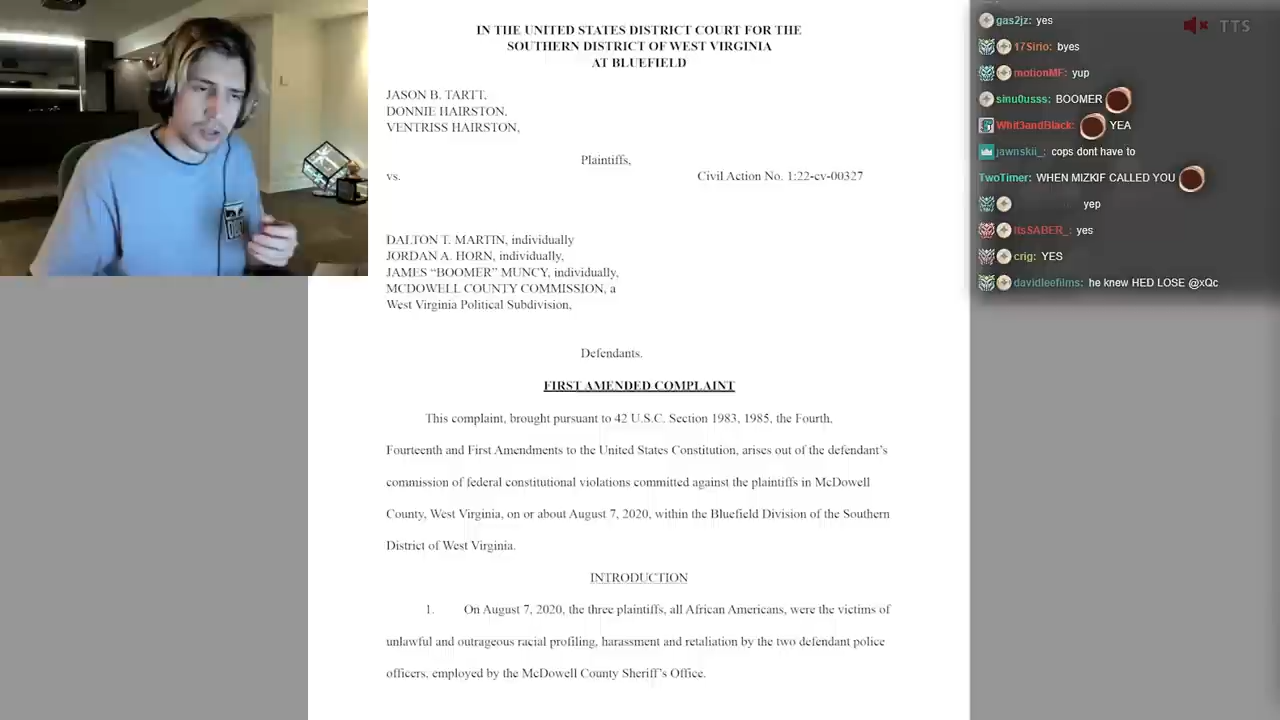 IN THE UNITED STATES DISTRICT COURT FOR THE
SOUTHERN DISTRICT OF WEST VIRGINIA
AT BLUEFIELD
JASON B. TARTT,
DONNIE HAIRSTON,
VENTRISS HAIRSTON,
Plaintiffs,
vs.
Civil Action No. 1:22-cv-00327
DALTON T. MARTIN, individually
JORDAN A. HORN, individually,
JAMES “BOOMER” MUNCY, individually,
MCDOWELL COUNTY COMMISSION, a
West Virginia Political Subdivision,
Defendants.
FIRST AMENDED COMPLAINT
This complaint, brought pursuant to 42 U.S.C. Section 1983, 1985, the Fourth,
Fourteenth and First Amendments to the United States Constitution, arises out of the defendant’s
commission of federal constitutional violations committed against the plaintiffs in McDowell
County, West Virginia, on or about August 7, 2020, within the Bluefield Division of the Southern
District of West Virginia.
INTRODUCTION
1. On August 7, 2020, the three plaintiffs, all African Americans, were the victims of
unlawful and outrageous racial profiling, harassment and retaliation by the two defendant police
officers, employed by the McDowell County Sheriff’s Office.
TTS
gas2jz: yes
17Sirio: byes
motionMF: yup
sinu0usss: BOOMER
Whit3andBlack: YEA
jawnskii_: cops dont have to
TwoTimer: WHEN MIZKIF CALLED YOU
yep
ItsSABER_: yes
crig: YES
davidleefilms: he knew HED LOSE @xQc